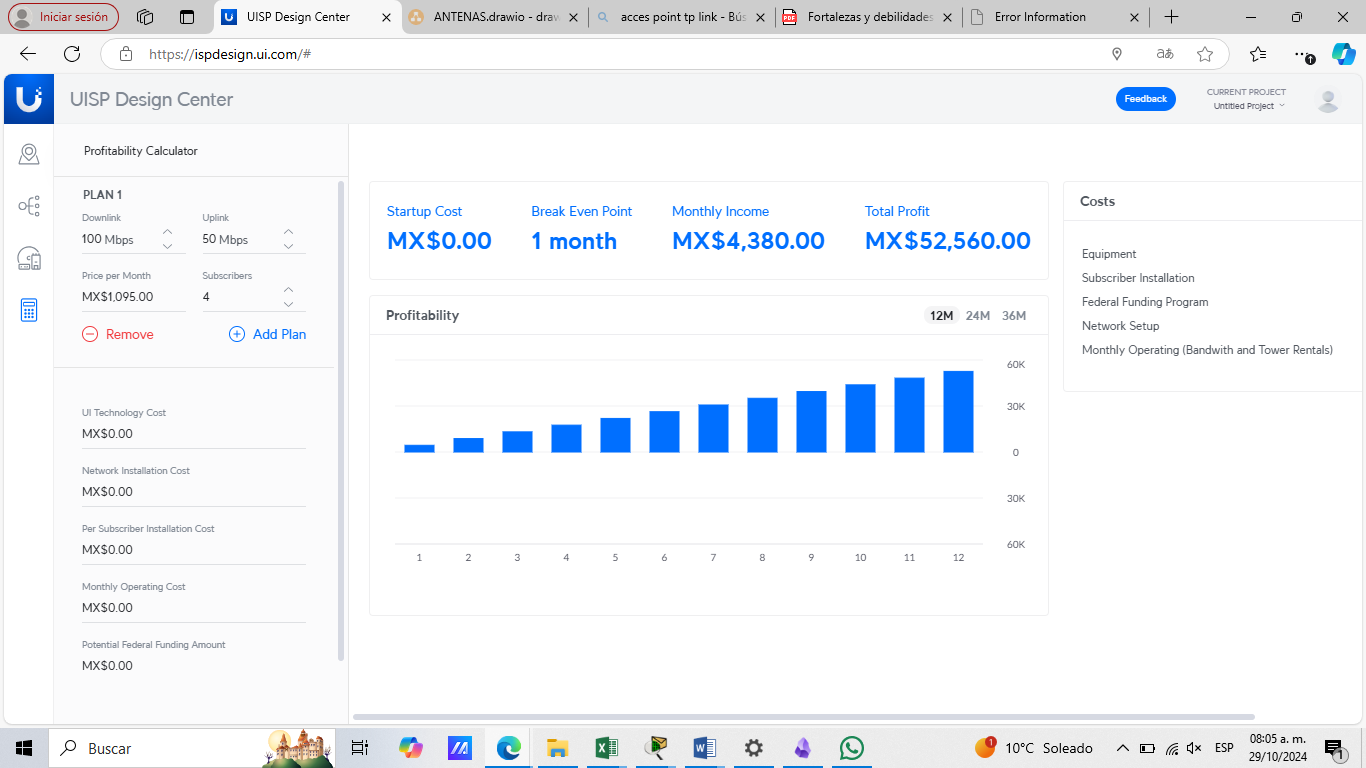 Iniciar sesión
UISP Design Center
ANTENAS.drawio - draw
acces point tp link - Bús
Fortalezas y debilidades
Error Information
https://ispdesign.ui.com/#
UISP Design Center
Feedback
CURRENT PROJECT
Untitled Project
Profitability Calculator
PLAN 1
Downlink
Uplink
100 Mbps
50 Mbps
Price per Month
Subscribers
MX$1,095.00
4
Remove
Add Plan
UI Technology Cost
MX$0.00
Network Installation Cost
MX$0.00
Per Subscriber Installation Cost
MX$0.00
Monthly Operating Cost
MX$0.00
Potential Federal Funding Amount
MX$0.00
Startup Cost
MX$0.00
Break Even Point
1 month
Monthly Income
MX$4,380.00
Total Profit
MX$52,560.00
Profitability
12M 24M 36M
60K
30K
0
30K
60K
1 2 3 4 5 6 7 8 9 10 11 12
Costs
Equipment
Subscriber Installation
Federal Funding Program
Network Setup
Monthly Operating (Bandwith and Tower Rentals)
Buscar
1
10°C Soleado
ESP
08:05 a. m.
29/10/2024
1